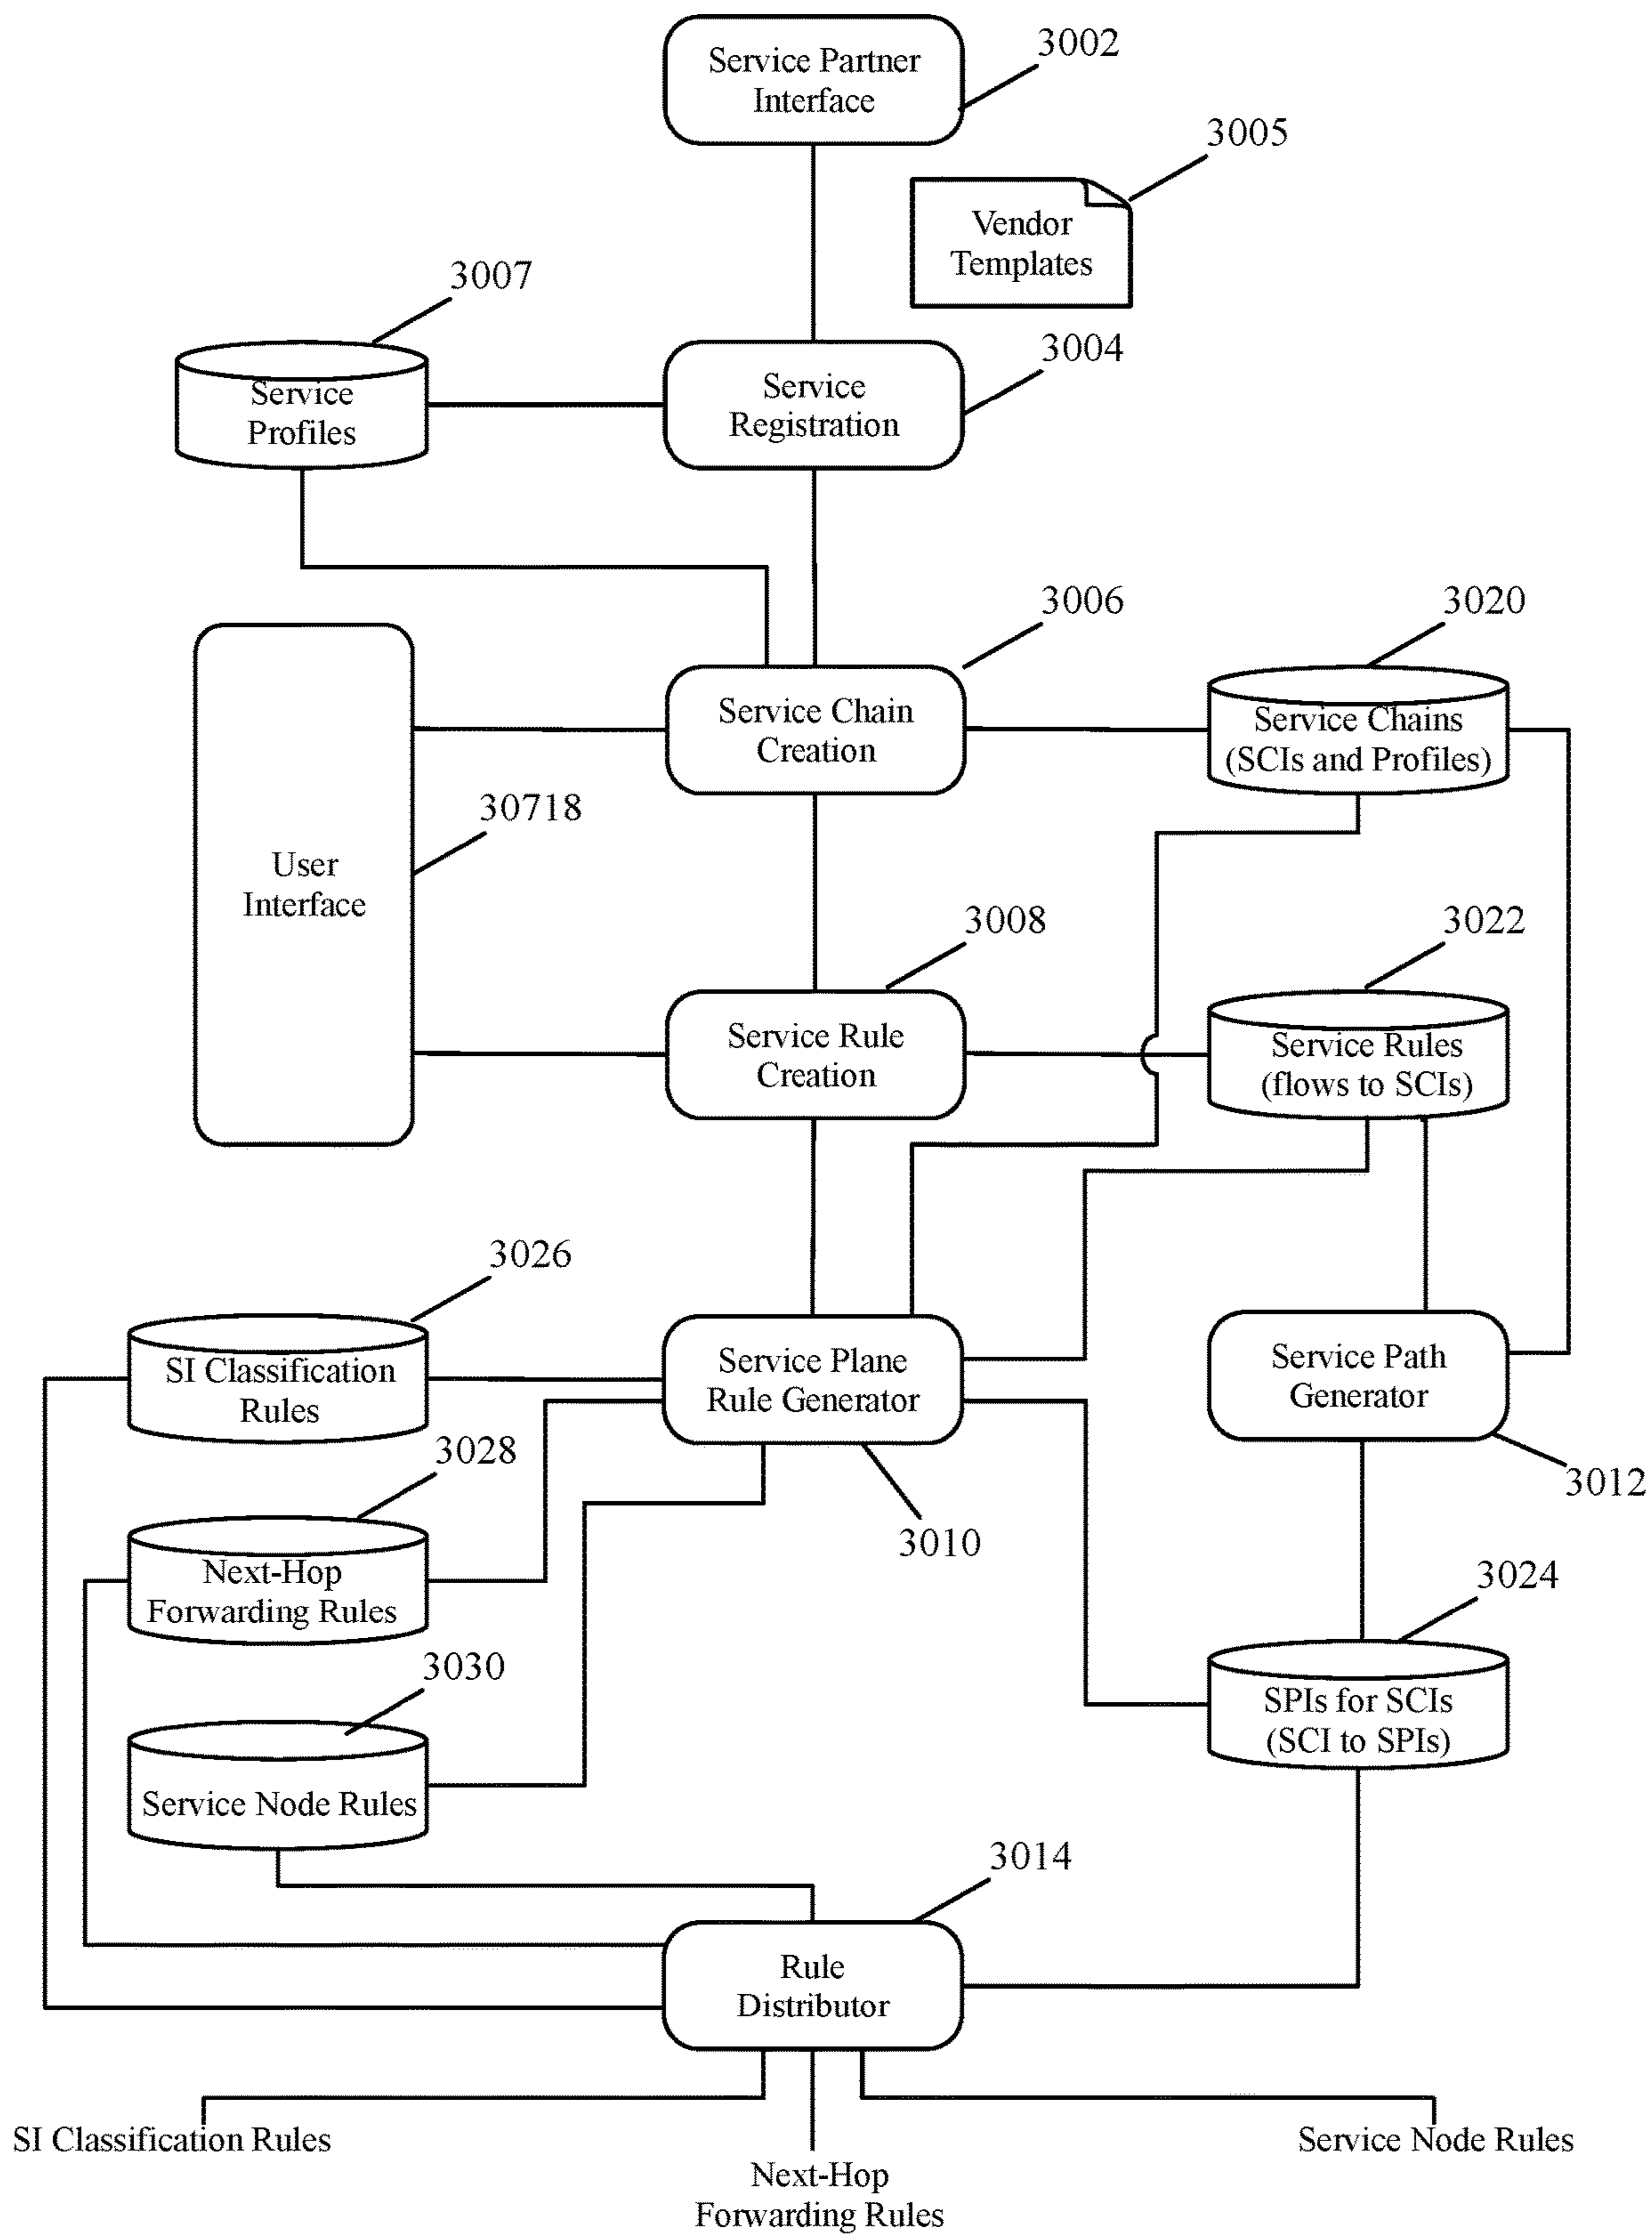 Service Partner
Interface
3002
3005
Vendor
Templates
3007
Service
Profiles
3004
Service
Registration
3006
3020
Service Chain
Creation
Service Chains
(SCIs and Profiles)
30718
User
Interface
3008
3022
Service Rule
Creation
Service Rules
(flows to SCIs)
3026
SI Classification
Rules
Service Plane
Rule Generator
Service Path
Generator
3028
3012
3010
Next-Hop
Forwarding Rules
3024
3030
SPIs for SCIs
(SCI to SPIs)
Service Node Rules
3014
Rule
Distributor
SI Classification Rules
Service Node Rules
Next-Hop
Forwarding Rules